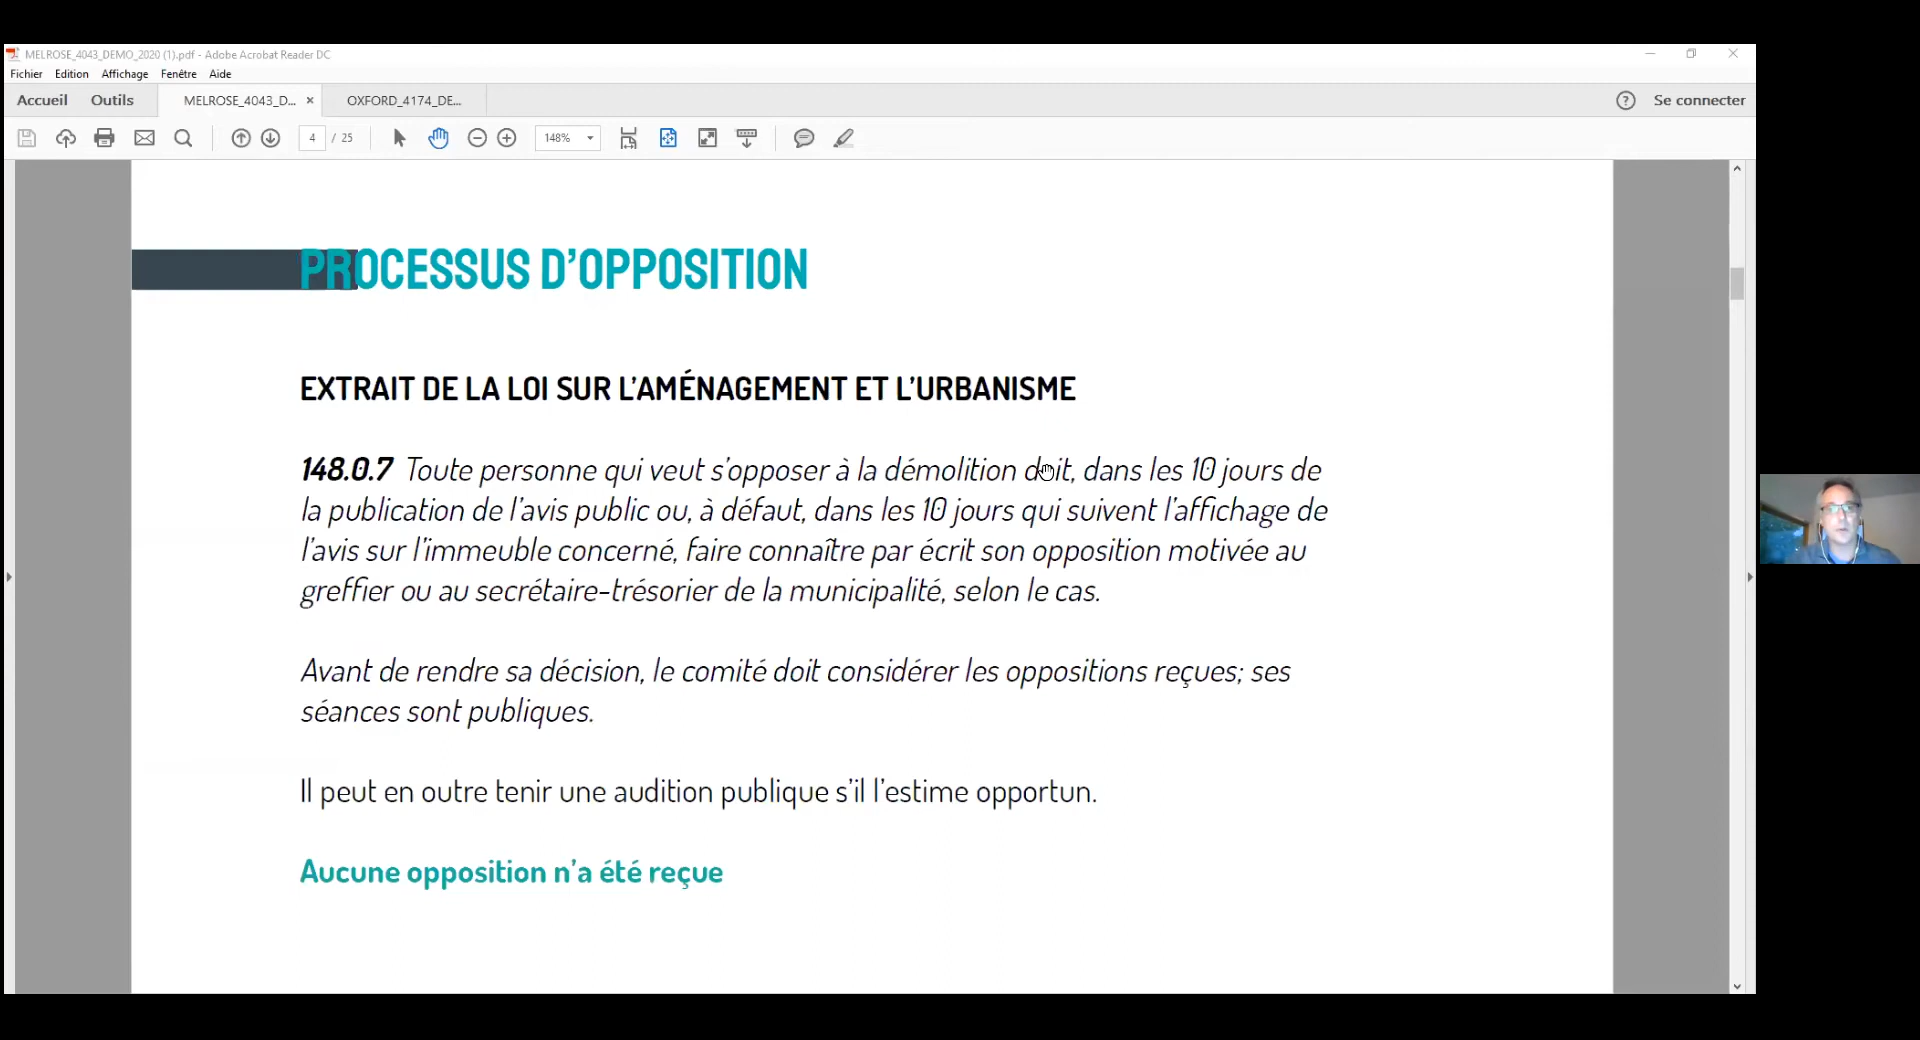 MELROSE_4043_DEMO_2020 (1).pdf - Adobe Acrobat Reader DC
Fichier Edition Affichage Fenêtre Aide
Accueil Outils MELROSE_4043_D... × OXFORD_4174_DE... ? Se connecter
4 / 25 148%
PROCESSUS D'OPPOSITION
EXTRAIT DE LA LOI SUR L'AMÉNAGEMENT ET L'URBANISME
148.0.7 Toute personne qui veut s'opposer à la démolition doit, dans les 10 jours de
la publication de l'avis public ou, à défaut, dans les 10 jours qui suivent l'affichage de
l'avis sur l'immeuble concerné, faire connaître par écrit son opposition motivée au
greffier ou au secrétaire-trésorier de la municipalité, selon le cas.
Avant de rendre sa décision, le comité doit considérer les oppositions reçues; ses
séances sont publiques.
Il peut en outre tenir une audition publique s'il l'estime opportun.
Aucune opposition n'a été reçue